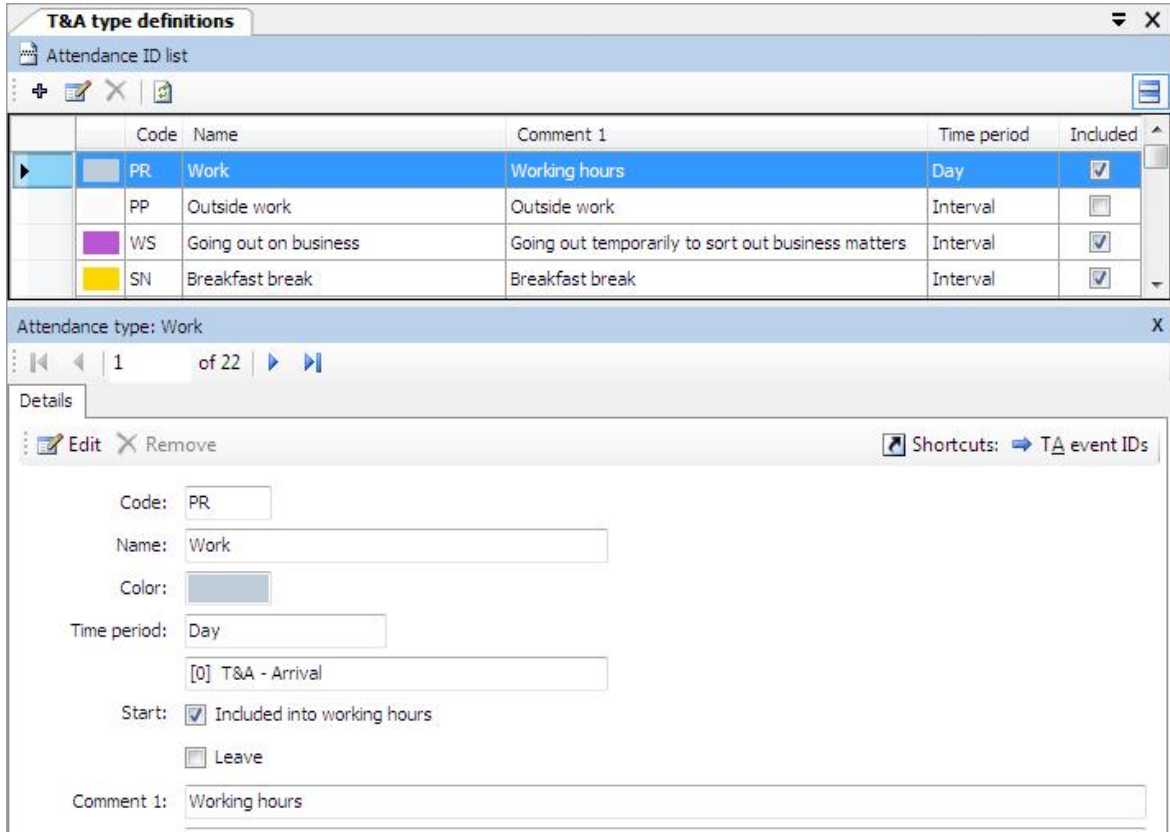 T&A type definitions X
Attendance ID list
Code Name Comment 1 Time period Included
PR Work Working hours Day
PP Outside work Outside work Interval
WS Going out on business Going out temporarily to sort out business matters Interval
SN Breakfast break Breakfast break Interval
Attendance type: Work X
1 of 22
Details
Edit Remove Shortcuts: TA event IDs
Code: PR
Name: Work
Color:
Time period: Day
[0] T&A - Arrival
Start: Included into working hours
Leave
Comment 1: Working hours